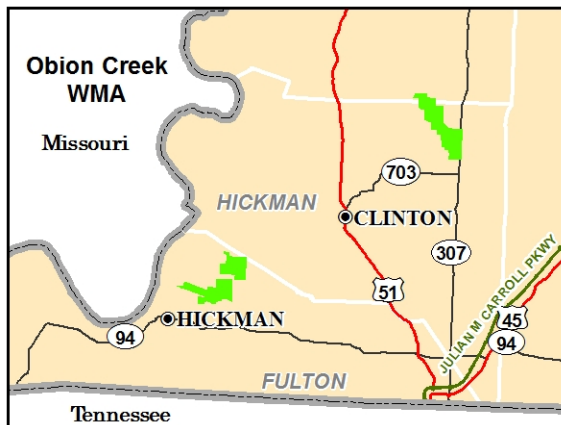 Obion Creek
WMA
Missouri
703
HICKMAN
CLINTON
307
51
JULIAN M CARROLL PKWY
45
HICKMAN
94
94
FULTON
Tennessee